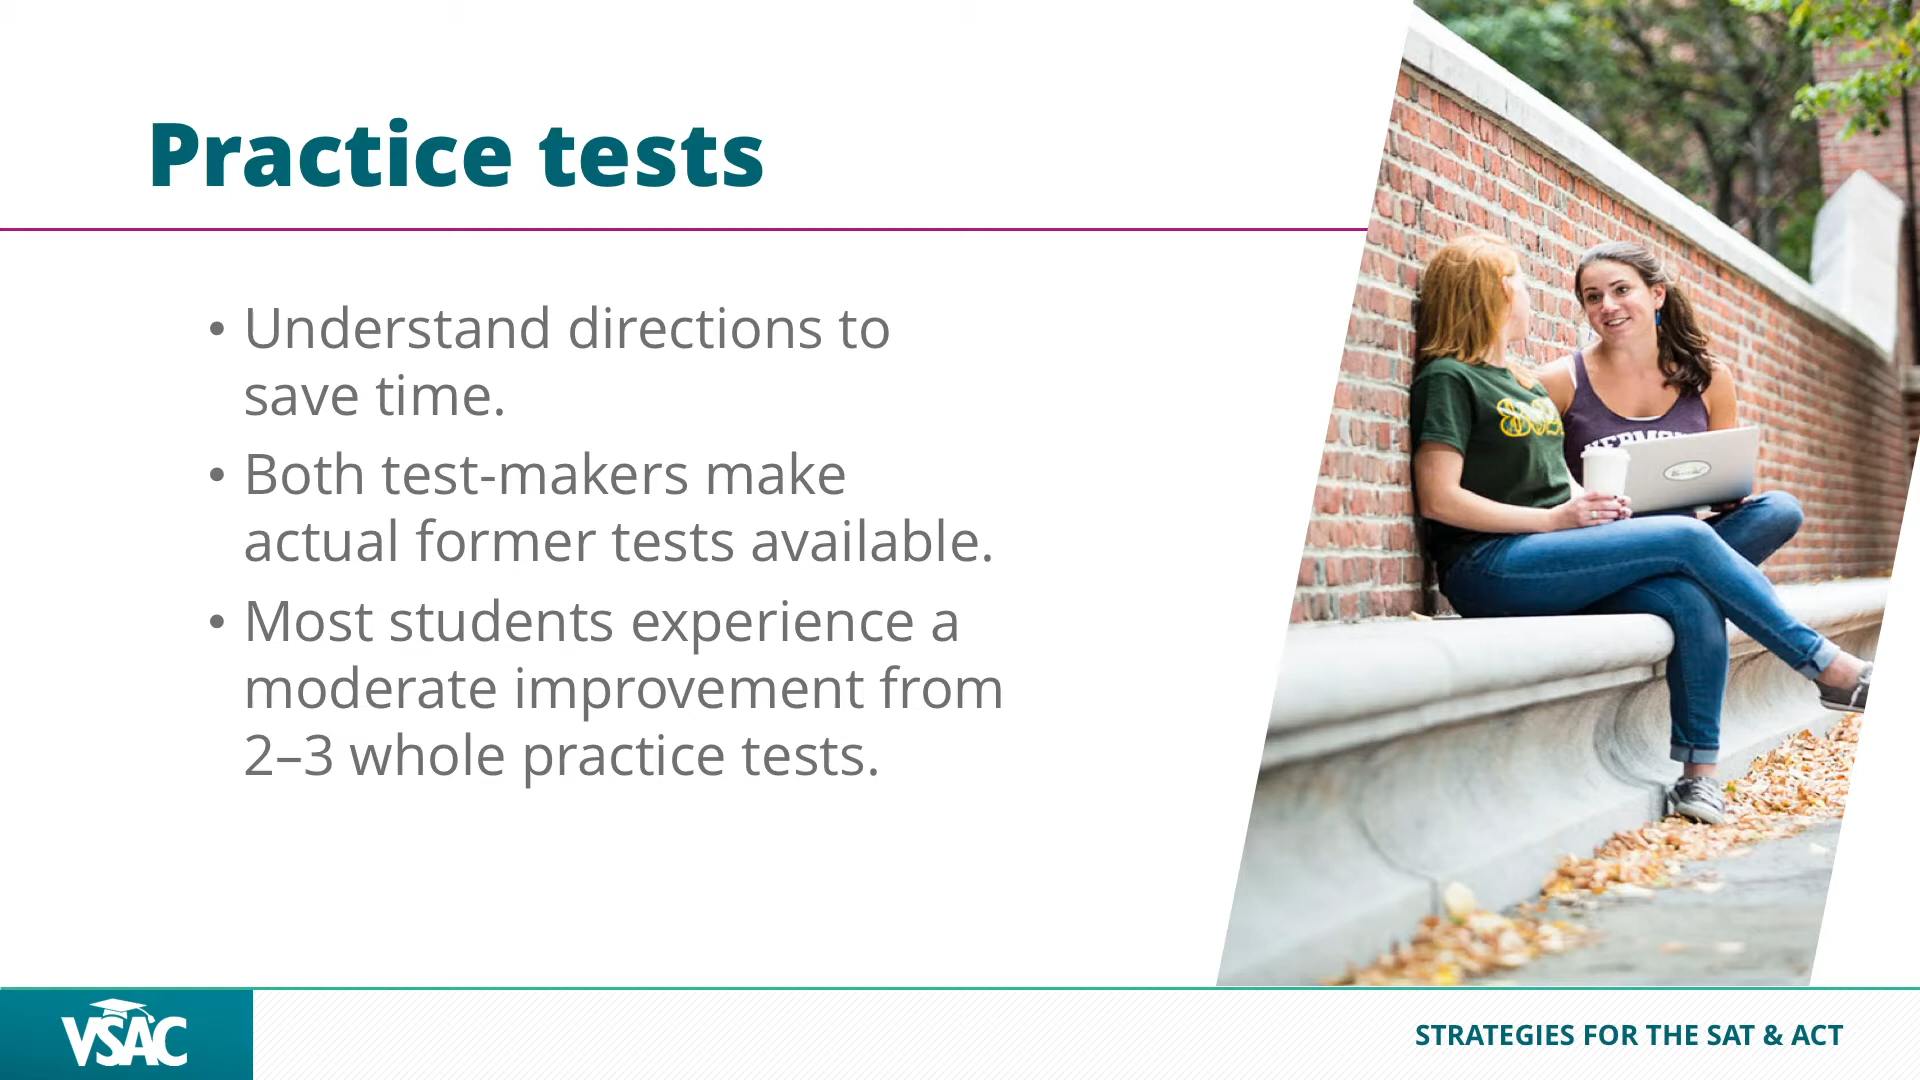 Practice tests
• Understand directions to
save time.
• Both test-makers make
actual former tests available.
• Most students experience a
moderate improvement from
2–3 whole practice tests.
VSAC
STRATEGIES FOR THE SAT & ACT